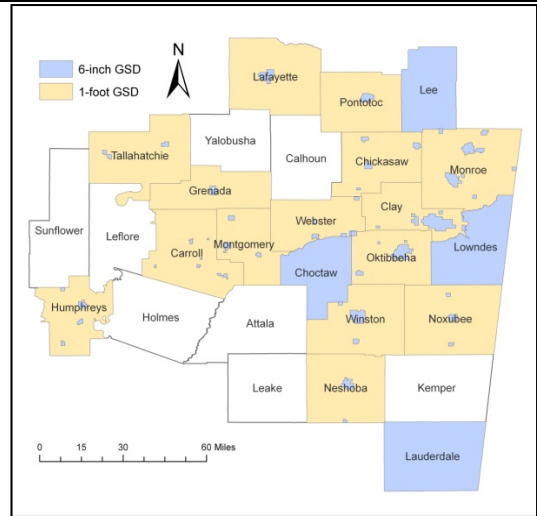 N
6-inch GSD
1-foot GSD
Lafayette
Pontotoc
Lee
Yalobusha
Calhoun
Tallahatchie
Chickasaw
Monroe
Grenada
Clay
Sunflower
Leflore
Webster
Carroll
Montgomery
Lowndes
Oktibbeha
Choctaw
Humphreys
Holmes
Attala
Winston
Noxubee
Leake
Neshoba
Kemper
0 15 30 60 Miles
Lauderdale